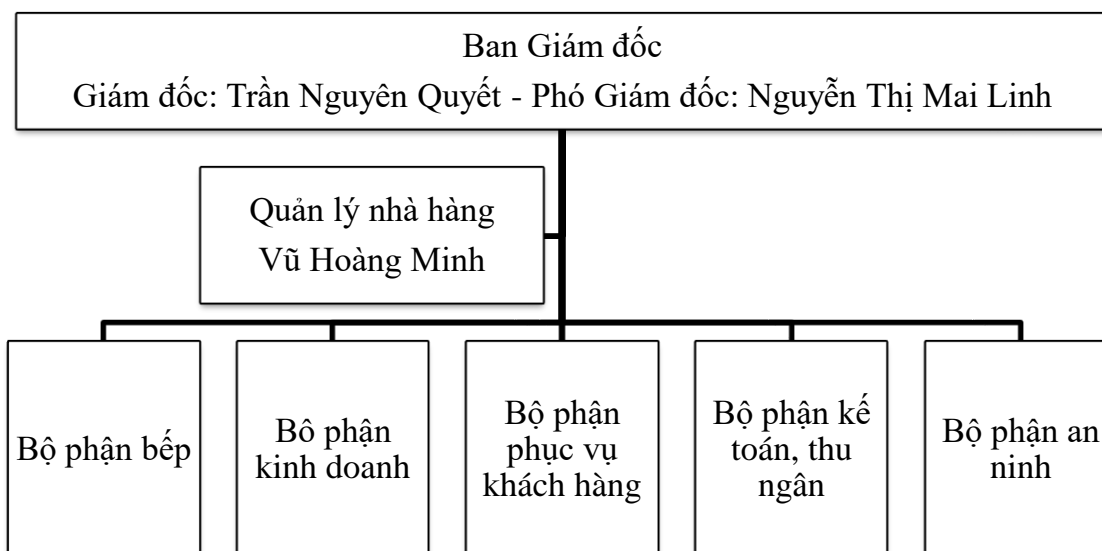 Ban Giám đốc
Giám đốc: Trần Nguyên Quyết - Phó Giám đốc: Nguyễn Thị Mai Linh
Quản lý nhà hàng
Vũ Hoàng Minh
Bộ phận bếp
Bô phận
kinh doanh
Bộ phận
phục vụ
khách hàng
Bộ phận kế
toán, thu
ngân
Bộ phận an
ninh